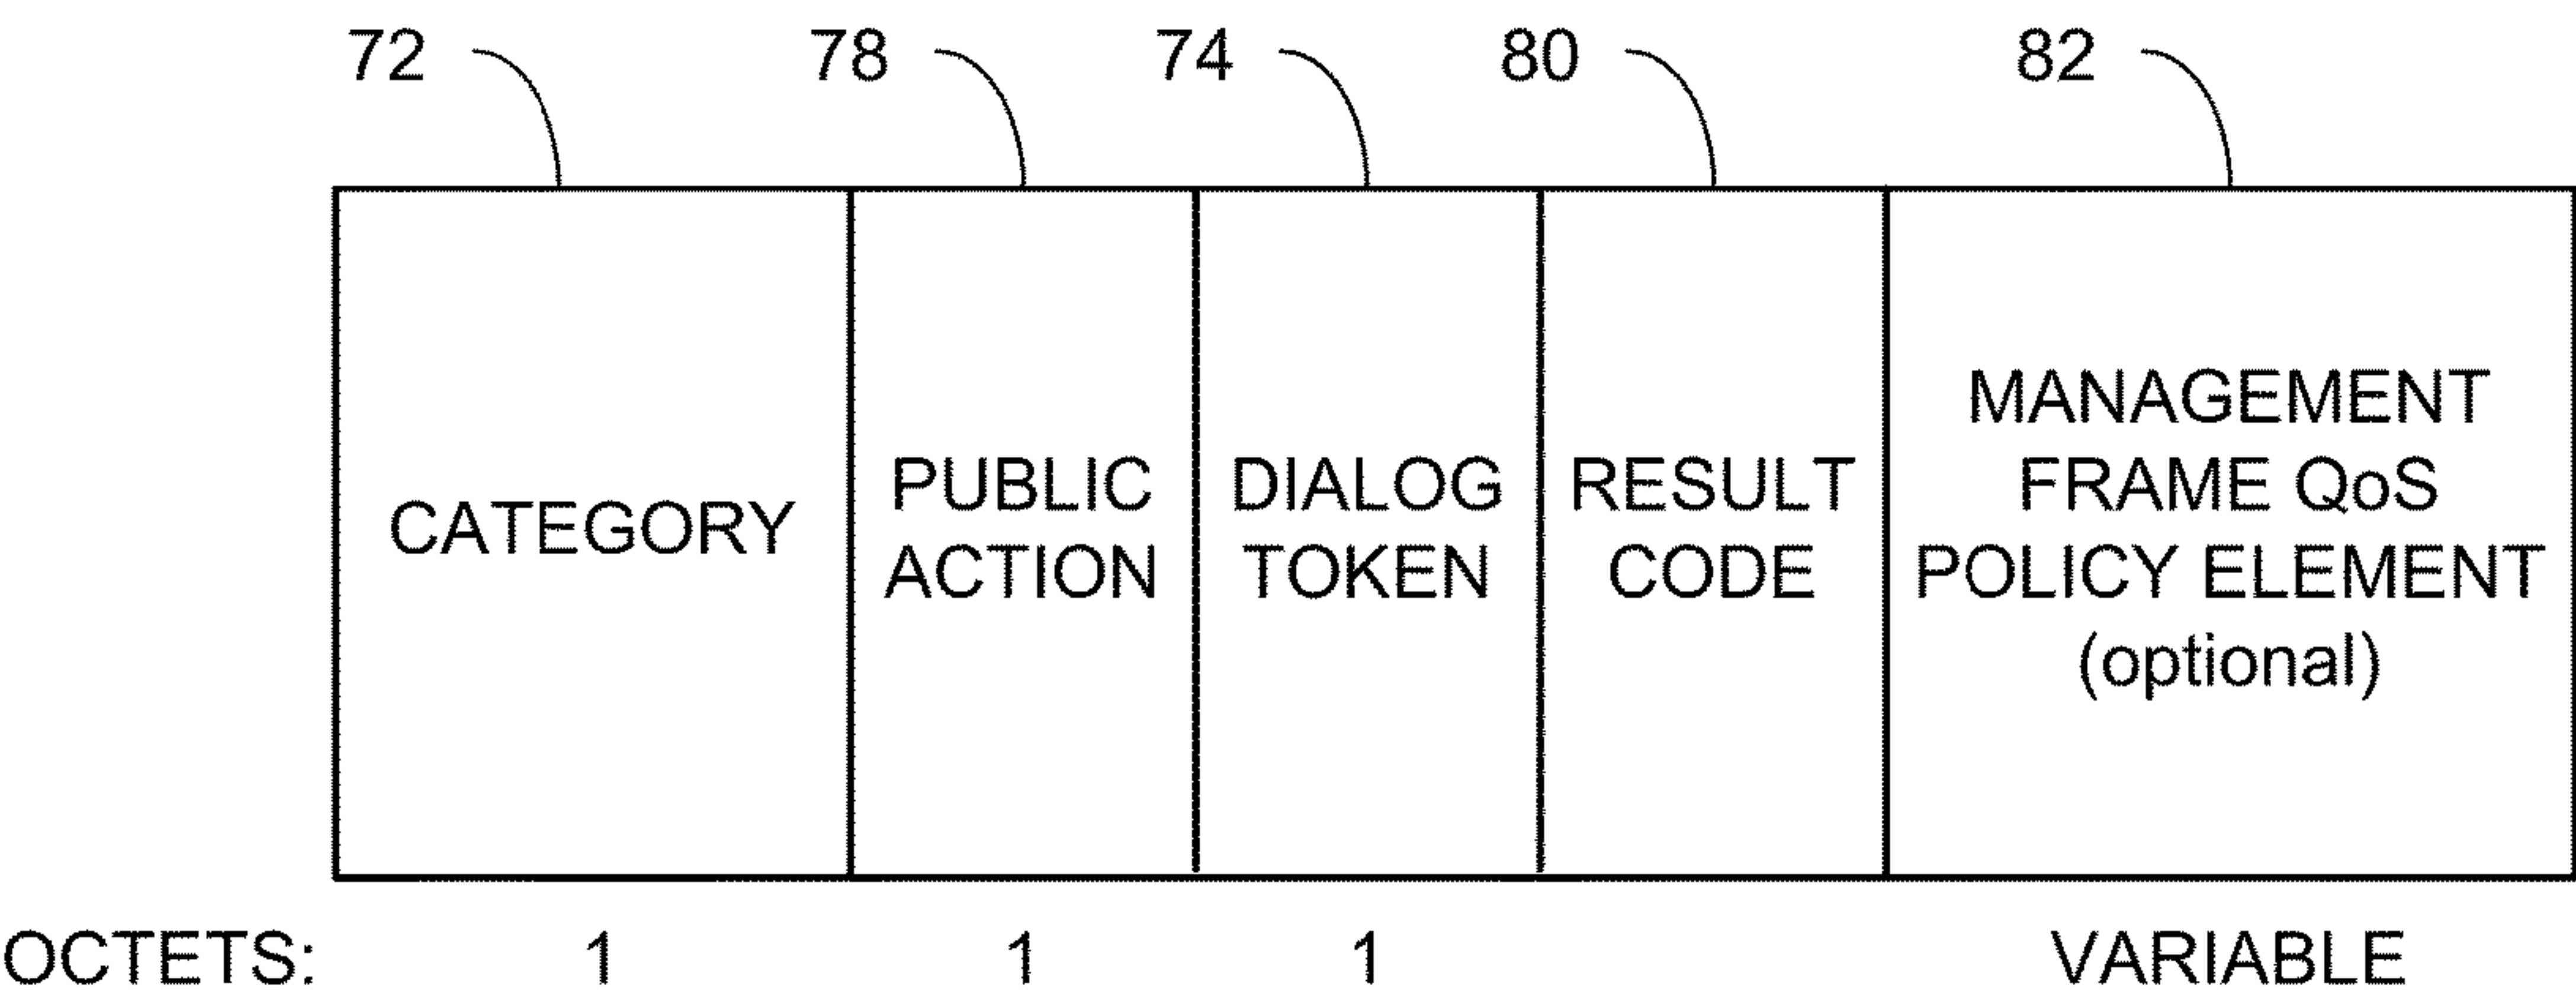 72 78 74 80 82
CATEGORY
PUBLIC
ACTION
DIALOG
TOKEN
RESULT
CODE
MANAGEMENT
FRAME QoS
POLICY ELEMENT
(optional)
OCTETS: 1 1 1 VARIABLE